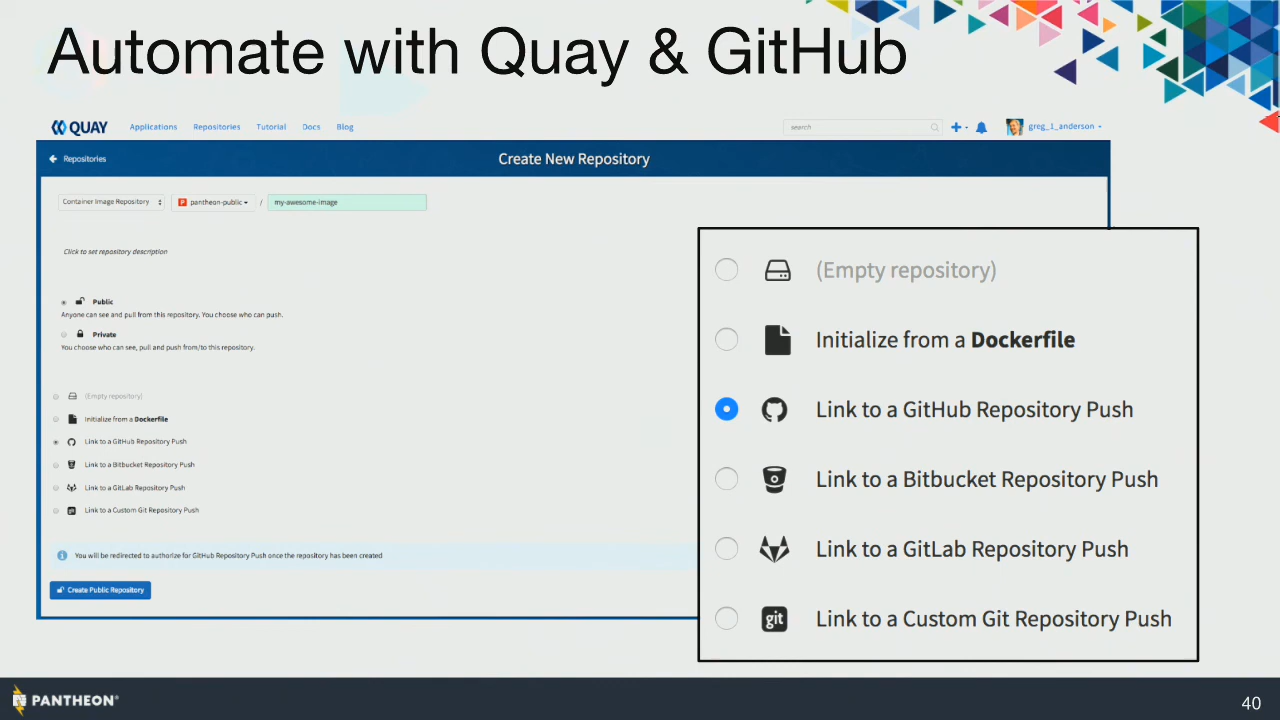 Automate with Quay & GitHub
QUAY Applications Repositories Tutorial Docs Blog search greg_1_anderson
Repositories Create New Repository
Container Image Repository P pantheon-public / my-awesome-image
Click to set repository description
Public
Anyone can see and pull from this repository. You choose who can push.
Private
You choose who can see, pull and push from/to this repository.
(Empty repository)
Initialize from a Dockerfile
Link to a GitHub Repository Push
Link to a Bitbucket Repository Push
Link to a GitLab Repository Push
git Link to a Custom Git Repository Push
You will be redirected to authorize for GitHub Repository Push once the repository has been created
Create Public Repository
(Empty repository)
Initialize from a Dockerfile
Link to a GitHub Repository Push
Link to a Bitbucket Repository Push
Link to a GitLab Repository Push
git Link to a Custom Git Repository Push
PANTHEON
40